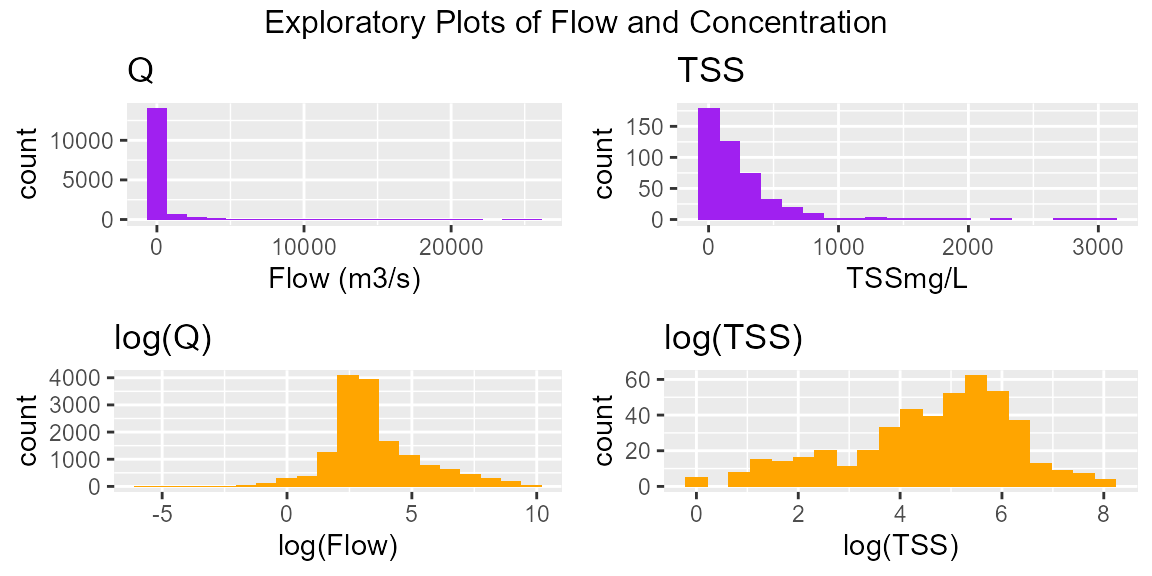 Exploratory Plots of Flow and Concentration
Q
count
10000
5000
0
0 10000 20000
Flow (m3/s)
TSS
count
150
100
50
0
0 1000 2000 3000
TSSmg/L
log(Q)
count
4000
3000
2000
1000
0
-5 0 5 10
log(Flow)
log(TSS)
count
60
40
20
0
0 2 4 6 8
log(TSS)